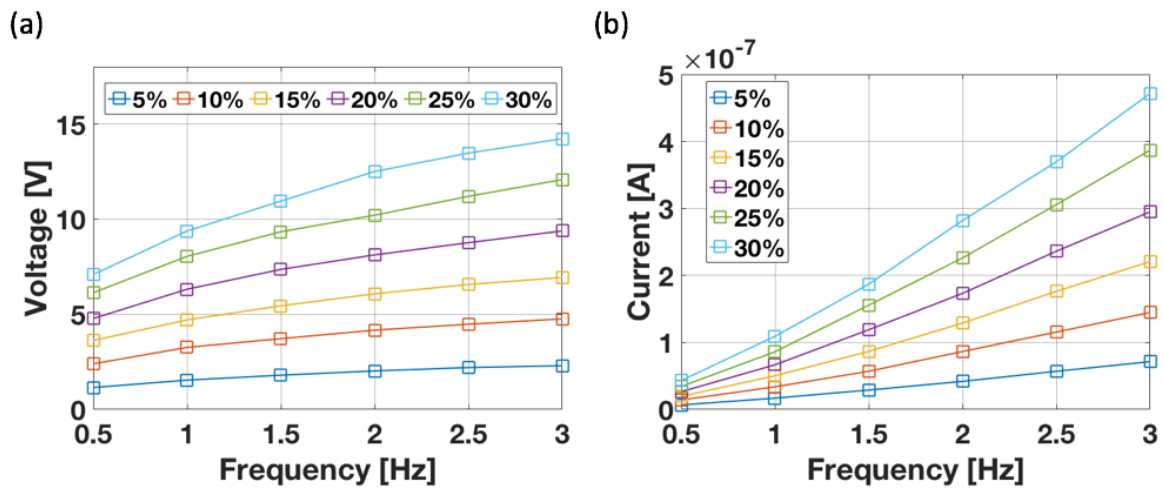 (a)
5% 10% 15% 20% 25% 30%
15
10
5
0
0.5 1 1.5 2 2.5 3
Voltage [V]
Frequency [Hz]
(b)
×10-7
5
4
3
2
1
0
5%
10%
15%
20%
25%
30%
0.5 1 1.5 2 2.5 3
Current [A]
Frequency [Hz]